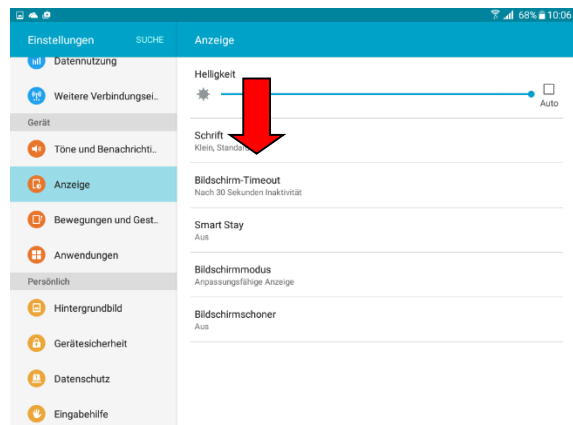 68% 10:06
Einstellungen SUCHE
Datennutzung
Weitere Verbindungsei..
Gerät
Töne und Benachrichti..
Anzeige
Bewegungen und Gest..
Anwendungen
Persönlich
Hintergrundbild
Gerätesicherheit
Datenschutz
Eingabehilfe
Anzeige
Helligkeit
Auto
Schrift
Klein, Standard
Bildschirm-Timeout
Nach 30 Sekunden Inaktivität
Smart Stay
Aus
Bildschirmmodus
Anpassungsfähige Anzeige
Bildschirmschoner
Aus